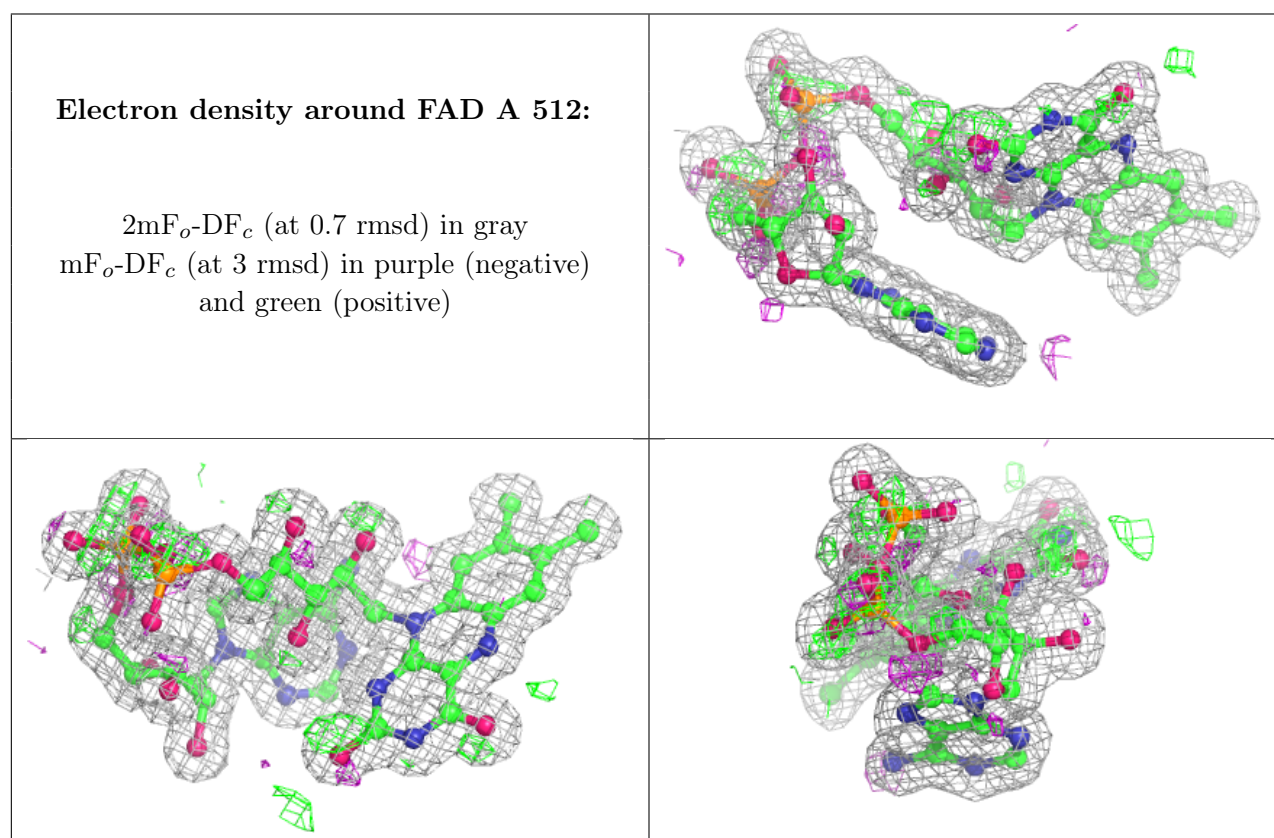 Electron density around FAD A 512:
2mFo-DFc (at 0.7 rmsd) in gray
mFo-DFc (at 3 rmsd) in purple (negative)
and green (positive)